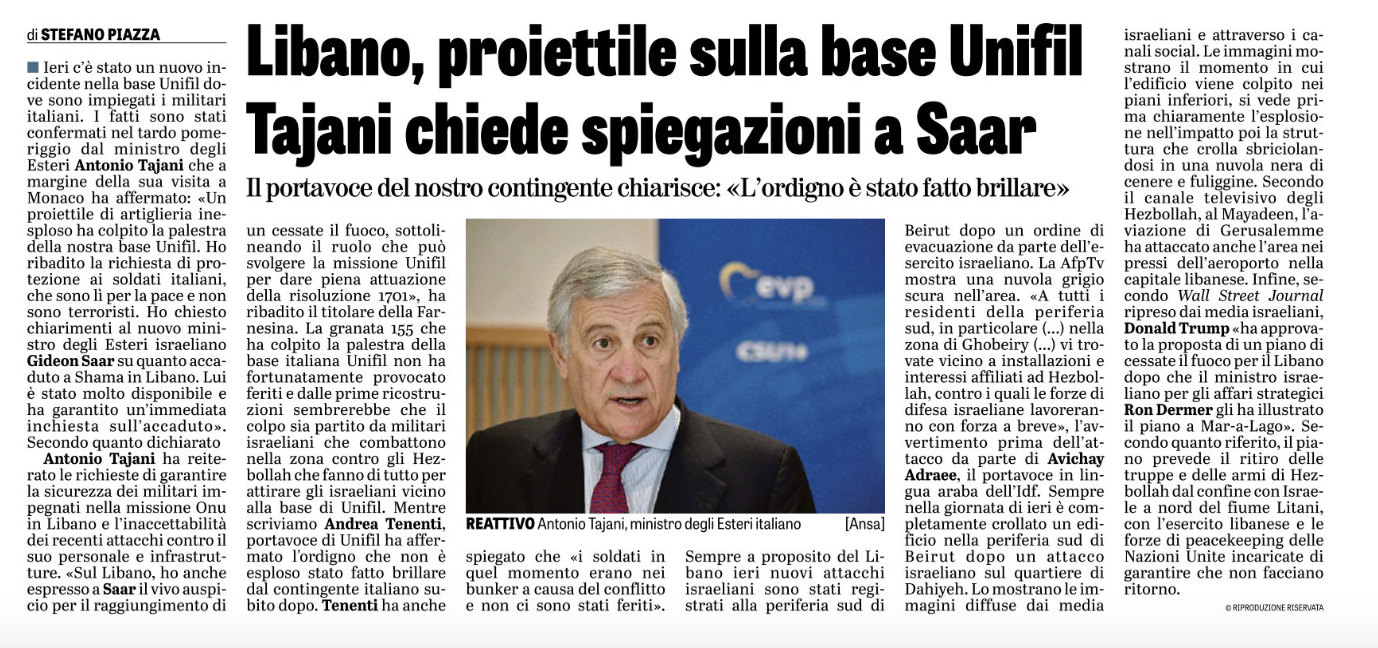 di STEFANO PIAZZA
Libano, proiettile sulla base Unifil
Tajani chiede spiegazioni a Saar
Il portavoce del nostro contingente chiarisce: «L'ordigno è stato fatto brillare»
■ Ieri c'è stato un nuovo in-
cidente nella base Unifil do-
ve sono impiegati i militari
italiani. I fatti sono stati
confermati nel tardo pome-
riggio dal ministro degli
Esteri Antonio Tajani che a
margine della sua visita a
Monaco ha affermato: «Un
proiettile di artiglieria ine-
sploso ha colpito la palestra
della nostra base Unifil. Ho
ribadito la richiesta di pro-
tezione ai soldati italiani,
che sono lì per la pace e non
sono terroristi. Ho chiesto
chiarimenti al nuovo mini-
stro degli Esteri israeliano
Gideon Saar su quanto acca-
duto a Shama in Libano. Lui
è stato molto disponibile e
ha garantito un'immediata
inchiesta sull'accaduto».
Secondo quanto dichiarato
Antonio Tajani ha reite-
rato le richieste di garantire
la sicurezza dei militari im-
pegnati nella missione Onu
in Libano e l'inaccettabilità
dei recenti attacchi contro il
suo personale e infrastrut-
ture. «Sul Libano, ho anche
espresso a Saar il vivo auspi-
cio per il raggiungimento di
un cessate il fuoco, sottoli-
neando il ruolo che può
svolgere la missione Unifil
per dare piena attuazione
della risoluzione 1701», ha
ribadito il titolare della Far-
nesina. La granata 155 che
ha colpito la palestra della
base italiana Unifil non ha
fortunatamente provocato
feriti e dalle prime ricostru-
zioni sembrerebbe che il
colpo sia partito da militari
israeliani che combattono
nella zona contro gli Hez-
bollah che fanno di tutto per
attirare gli israeliani vicino
alla base di Unifil. Mentre
scriviamo Andrea Tenenti,
portavoce di Unifil ha affer-
mato l'ordigno che non è
esploso stato fatto brillare
dal contingente italiano su-
bito dopo. Tenenti ha anche
evp
CSU
REATTIVO Antonio Tajani, ministro degli Esteri italiano [Ansa]
spiegato che «i soldati in
quel momento erano nei
bunker a causa del conflitto
e non ci sono stati feriti».
Sempre a proposito del Li-
bano ieri nuovi attacchi
israeliani sono stati regi-
strati alla periferia sud di
Beirut dopo un ordine di
evacuazione da parte dell'e-
sercito israeliano. La AfpTv
mostra una nuvola grigio
scura nell'area. «A tutti i
residenti della periferia
sud, in particolare (...) nella
zona di Ghobeiry (...) vi tro-
vate vicino a installazioni e
interessi affiliati ad Hezbol-
lah, contro i quali le forze di
difesa israeliane lavoreran-
no con forza a breve», l'av-
vertimento prima dell'at-
tacco da parte di Avichay
Adraee, il portavoce in lin-
gua araba dell'Idf. Sempre
nella giornata di ieri è com-
pletamente crollato un edi-
ficio nella periferia sud di
Beirut dopo un attacco
israeliano sul quartiere di
Dahiyeh. Lo mostrano le im-
magini diffuse dai media
israeliani e attraverso i ca-
nali social. Le immagini mo-
strano il momento in cui
l'edificio viene colpito nei
piani inferiori, si vede pri-
ma chiaramente l'esplosio-
ne nell'impatto poi la strut-
tura che crolla sbriciolan-
dosi in una nuvola nera di
cenere e fuliggine. Secondo
il canale televisivo degli
Hezbollah, al Mayadeen, l'a-
viazione di Gerusalemme
ha attaccato anche l'area nei
pressi dell'aeroporto nella
capitale libanese. Infine, se-
condo Wall Street Journal
ripreso dai media israeliani,
Donald Trump «ha approva-
to la proposta di un piano di
cessate il fuoco per il Libano
dopo che il ministro israe-
liano per gli affari strategici
Ron Dermer gli ha illustrato
il piano a Mar-a-Lago». Se-
condo quanto riferito, il pia-
no prevede il ritiro delle
truppe e delle armi di Hez-
bollah dal confine con Israe-
le a nord del fiume Litani,
con l'esercito libanese e le
forze di peacekeeping delle
Nazioni Unite incaricate di
garantire che non facciano
ritorno.
© RIPRODUZIONE RISERVATA